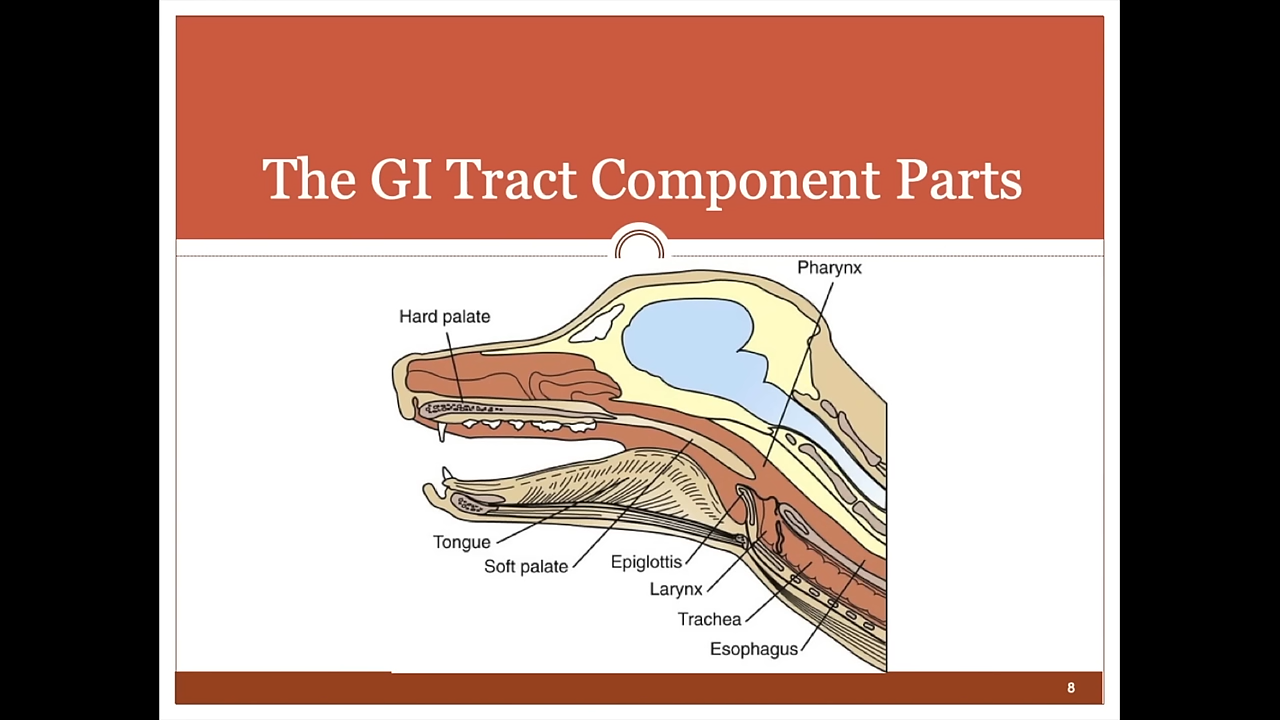 The GI Tract Component Parts
Pharynx
Hard palate
Tongue
Soft palate
Epiglottis
Larynx
Trachea
Esophagus
8